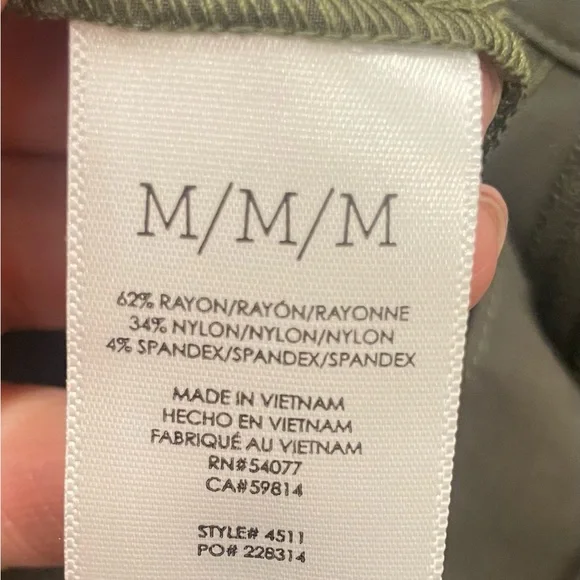 M/M/M
62% RAYON/RAYÓN/RAYONNE
34% NYLON/NYLON/NYLON
4% SPANDEX/SPANDEX/SPANDEX
MADE IN VIETNAM
HECHO EN VIETNAM
FABRIQUÉ AU VIETNAM
RN#54077
CA#59814
STYLE# 4511
PO# 228314